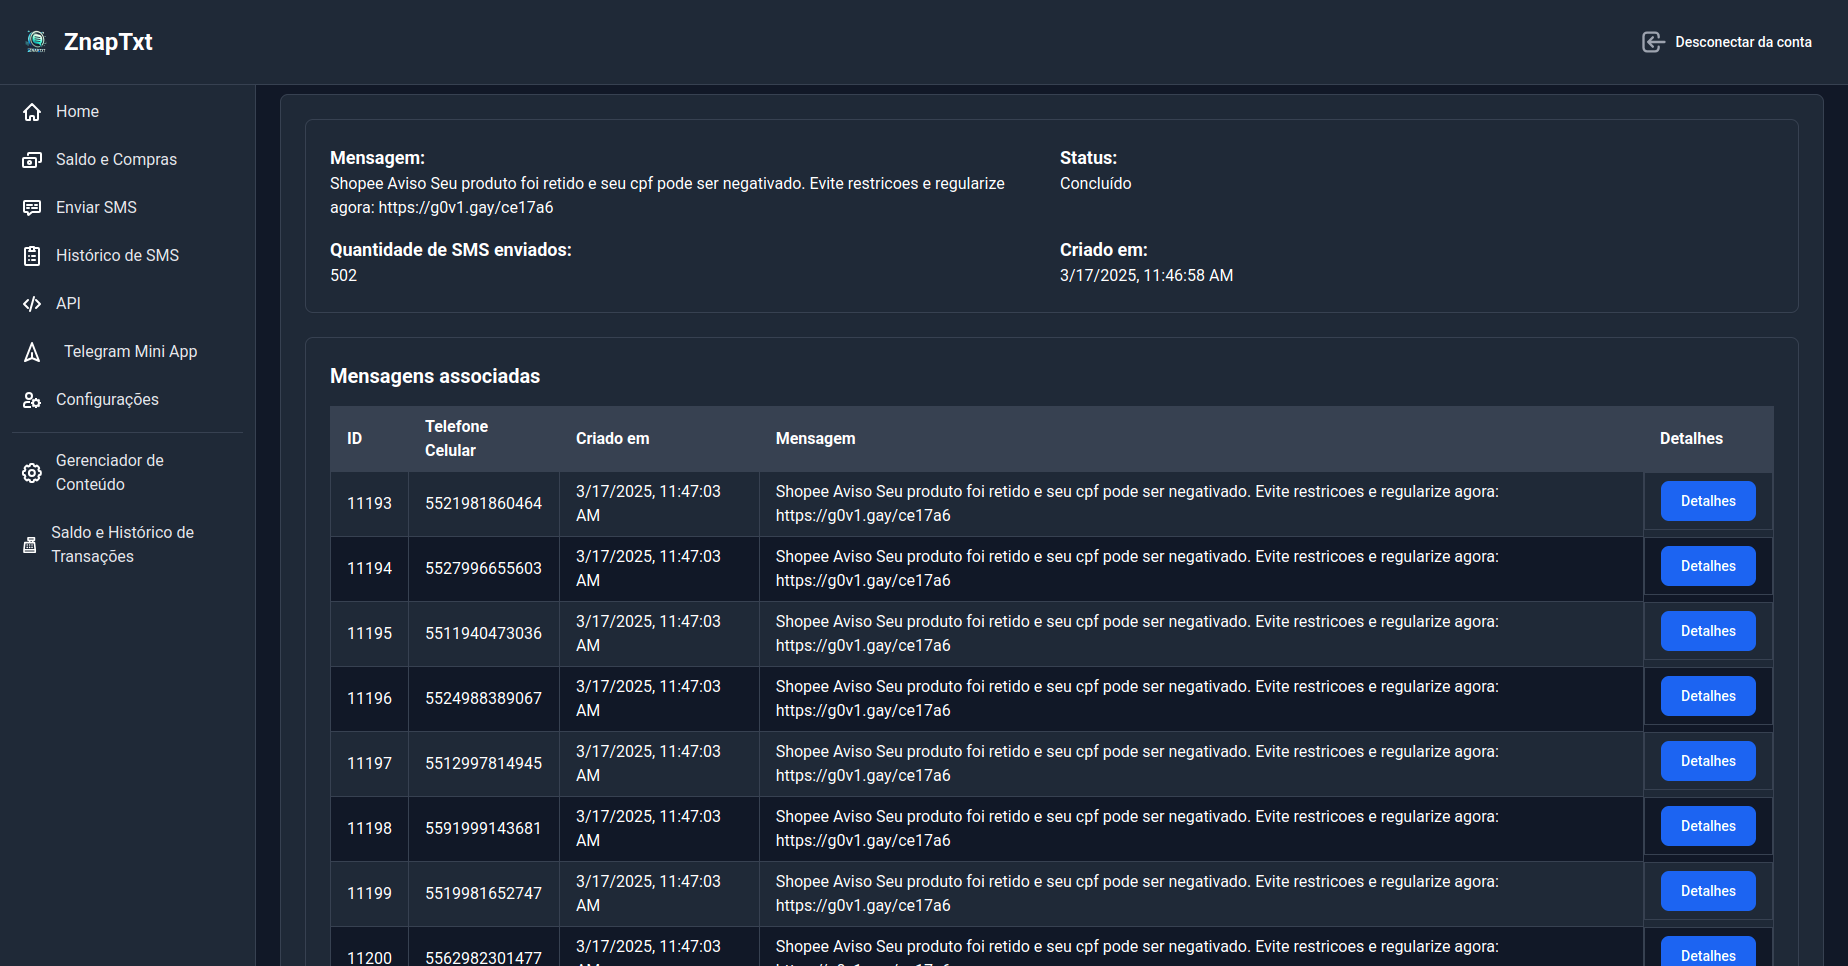 ZnapTxt
Desconectar da conta
Home
Saldo e Compras
Enviar SMS
Histórico de SMS
API
Telegram Mini App
Configurações
Gerenciador de
Conteúdo
Saldo e Histórico de
Transações
Mensagem:
Shopee Aviso Seu produto foi retido e seu cpf pode ser negativado. Evite restricoes e regularize
agora: https://g0v1.gay/ce17a6
Status:
Concluído
Quantidade de SMS enviados:
502
Criado em:
3/17/2025, 11:46:58 AM
Mensagens associadas
ID
Telefone
Celular
Criado em
Mensagem
Detalhes
11193
5521981860464
3/17/2025, 11:47:03
AM
Shopee Aviso Seu produto foi retido e seu cpf pode ser negativado. Evite restricoes e regularize agora:
https://g0v1.gay/ce17a6
Detalhes
11194
5527996655603
3/17/2025, 11:47:03
AM
Shopee Aviso Seu produto foi retido e seu cpf pode ser negativado. Evite restricoes e regularize agora:
https://g0v1.gay/ce17a6
Detalhes
11195
5511940473036
3/17/2025, 11:47:03
AM
Shopee Aviso Seu produto foi retido e seu cpf pode ser negativado. Evite restricoes e regularize agora:
https://g0v1.gay/ce17a6
Detalhes
11196
5524988389067
3/17/2025, 11:47:03
AM
Shopee Aviso Seu produto foi retido e seu cpf pode ser negativado. Evite restricoes e regularize agora:
https://g0v1.gay/ce17a6
Detalhes
11197
5512997814945
3/17/2025, 11:47:03
AM
Shopee Aviso Seu produto foi retido e seu cpf pode ser negativado. Evite restricoes e regularize agora:
https://g0v1.gay/ce17a6
Detalhes
11198
5591999143681
3/17/2025, 11:47:03
AM
Shopee Aviso Seu produto foi retido e seu cpf pode ser negativado. Evite restricoes e regularize agora:
https://g0v1.gay/ce17a6
Detalhes
11199
5519981652747
3/17/2025, 11:47:03
AM
Shopee Aviso Seu produto foi retido e seu cpf pode ser negativado. Evite restricoes e regularize agora:
https://g0v1.gay/ce17a6
Detalhes
11200
5562982301477
3/17/2025, 11:47:03
Shopee Aviso Seu produto foi retido e seu cpf pode ser negativado. Evite restricoes e regularize agora:
Detalhes